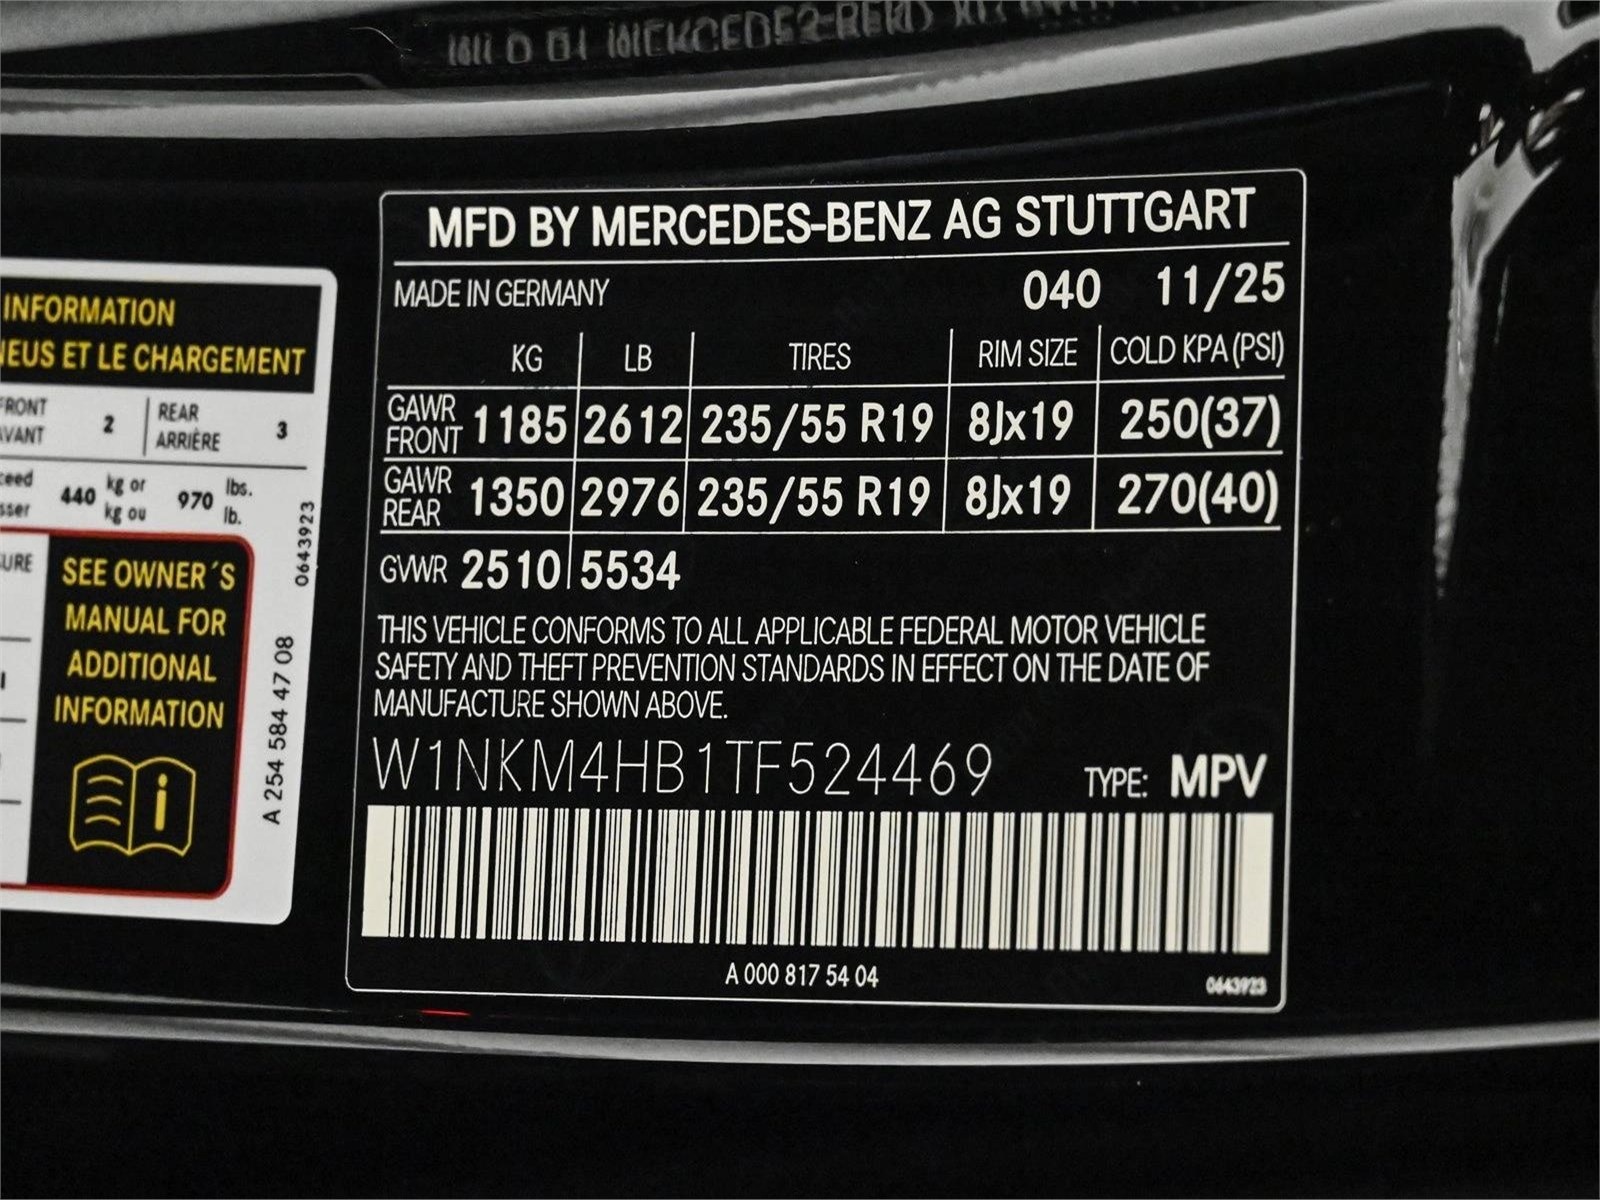 MFD BY MERCEDES-BENZ AG STUTTGART
MADE IN GERMANY 040 11/25
KG LB TIRES RIM SIZE COLD KPA (PSI)
GAWR FRONT 1185 2612 235/55 R19 8Jx19 250(37)
GAWR REAR 1350 2976 235/55 R19 8Jx19 270(40)
GVWR 2510 5534
THIS VEHICLE CONFORMS TO ALL APPLICABLE FEDERAL MOTOR VEHICLE
SAFETY AND THEFT PREVENTION STANDARDS IN EFFECT ON THE DATE OF
MANUFACTURE SHOWN ABOVE.
W1NKM4HB1TF524469 TYPE: MPV
A 000 817 54 04 0643923
INFORMATION
NEUS ET LE CHARGEMENT
FRONT 2 REAR 3
AVANT ARRIÈRE
440 kg or 970 lbs.
kg ou lb.
SEE OWNER´S
MANUAL FOR
ADDITIONAL
INFORMATION
A 254 584 47 08 0643923